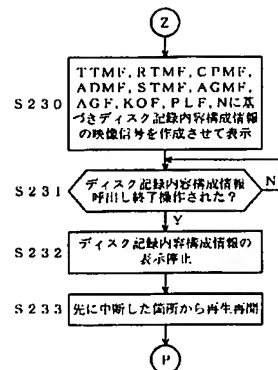 Z
TTMF, RTMF, CPMF,
ADMF, STMF, AGMF,
AGF, KOF, PLF, Nに基
づきディスク記録内容構成情報
の映像信号を作成させて表示
S230
ディスク記録内容構成情報
呼出し終了操作された?
N
S231
Y
ディスク記録内容構成情報の
表示停止
S232
先に中断した箇所から再生再開
S233
P